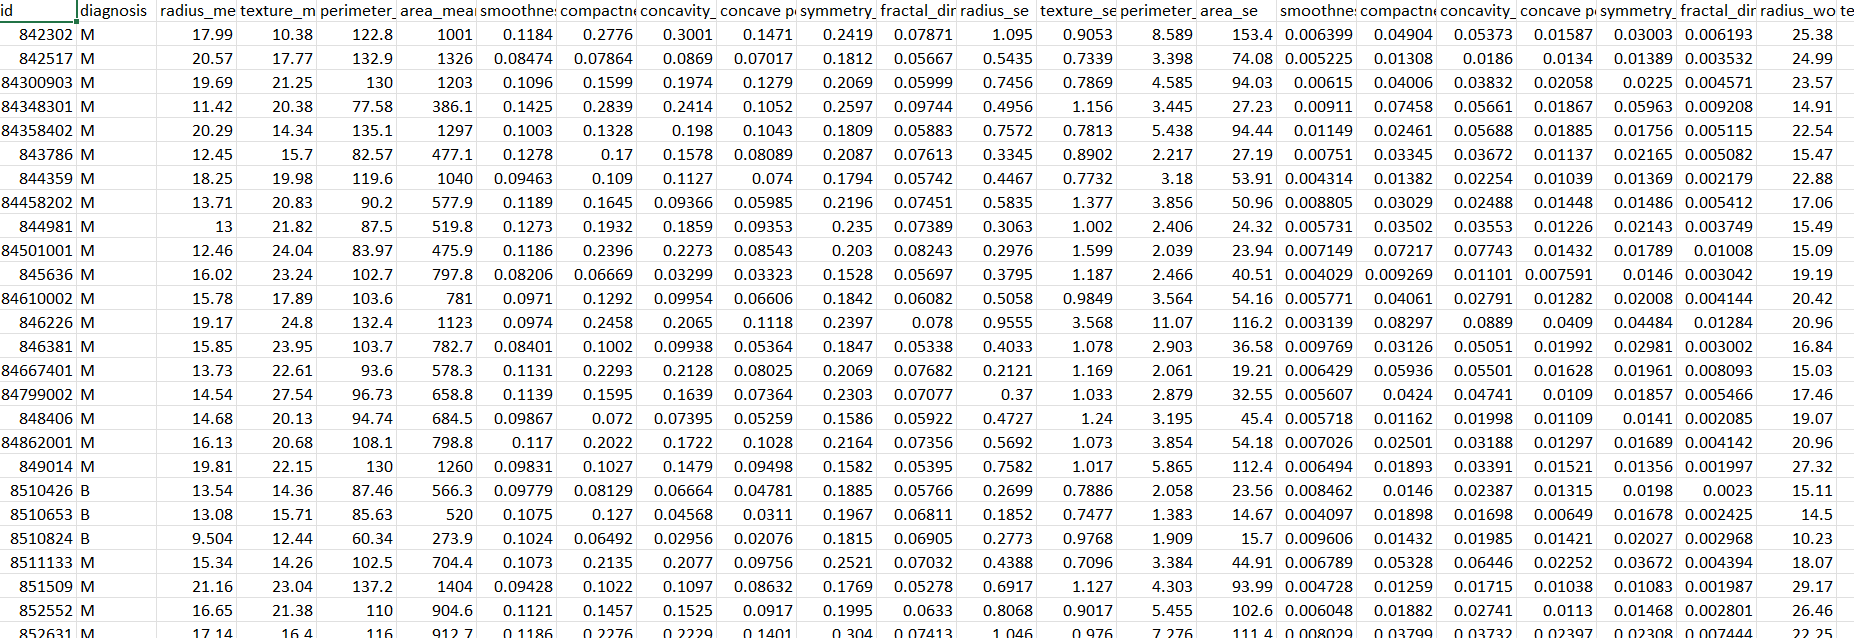 id diagnosis radius_me texture_m perimeter_ area_mea smoothne compactne concavity_ concave p symmetry_ fractal_dir radius_se texture_se perimeter_ area_se smoothne compactne concavity_ concave p symmetry_ fractal_dir radius_wo te
842302 M 17.99 10.38 122.8 1001 0.1184 0.2776 0.3001 0.1471 0.2419 0.07871 1.095 0.9053 8.589 153.4 0.006399 0.04904 0.05373 0.01587 0.03003 0.006193 25.38
842517 M 20.57 17.77 132.9 1326 0.08474 0.07864 0.0869 0.07017 0.1812 0.05667 0.5435 0.7339 3.398 74.08 0.005225 0.01308 0.0186 0.0134 0.01389 0.003532 24.99
84300903 M 19.69 21.25 130 1203 0.1096 0.1599 0.1974 0.1279 0.2069 0.05999 0.7456 0.7869 4.585 94.03 0.00615 0.04006 0.03832 0.02058 0.0225 0.004571 23.57
84348301 M 11.42 20.38 77.58 386.1 0.1425 0.2839 0.2414 0.1052 0.2597 0.09744 0.4956 1.156 3.445 27.23 0.00911 0.07458 0.05661 0.01867 0.05963 0.009208 14.91
84358402 M 20.29 14.34 135.1 1297 0.1003 0.1328 0.198 0.1043 0.1809 0.05883 0.7572 0.7813 5.438 94.44 0.01149 0.02461 0.05688 0.01885 0.01756 0.005115 22.54
843786 M 12.45 15.7 82.57 477.1 0.1278 0.17 0.1578 0.08089 0.2087 0.07613 0.3345 0.8902 2.217 27.19 0.00751 0.03345 0.03672 0.01137 0.02165 0.005082 15.47
844359 M 18.25 19.98 119.6 1040 0.09463 0.109 0.1127 0.074 0.1794 0.05742 0.4467 0.7732 3.18 53.91 0.004314 0.01382 0.02254 0.01039 0.01369 0.002179 22.88
84458202 M 13.71 20.83 90.2 577.9 0.1189 0.1645 0.09366 0.05985 0.2196 0.07451 0.5835 1.377 3.856 50.96 0.008805 0.03029 0.02488 0.01448 0.01486 0.005412 17.06
844981 M 13 21.82 87.5 519.8 0.1273 0.1932 0.1859 0.09353 0.235 0.07389 0.3063 1.002 2.406 24.32 0.005731 0.03502 0.03553 0.01226 0.02143 0.003749 15.49
84501001 M 12.46 24.04 83.97 475.9 0.1186 0.2396 0.2273 0.08543 0.203 0.08243 0.2976 1.599 2.039 23.94 0.007149 0.07217 0.07743 0.01432 0.01789 0.01008 15.09
845636 M 16.02 23.24 102.7 797.8 0.08206 0.06669 0.03299 0.03323 0.1528 0.05697 0.3795 1.187 2.466 40.51 0.004029 0.009269 0.01101 0.007591 0.0146 0.003042 19.19
84610002 M 15.78 17.89 103.6 781 0.0971 0.1292 0.09954 0.06606 0.1842 0.06082 0.5058 0.9849 3.564 54.16 0.005771 0.04061 0.02791 0.01282 0.02008 0.004144 20.42
846226 M 19.17 24.8 132.4 1123 0.0974 0.2458 0.2065 0.1118 0.2397 0.078 0.9555 3.568 11.07 116.2 0.003139 0.08297 0.0889 0.0409 0.04484 0.01284 20.96
846381 M 15.85 23.95 103.7 782.7 0.08401 0.1002 0.09938 0.05364 0.1847 0.05338 0.4033 1.078 2.903 36.58 0.009769 0.03126 0.05051 0.01992 0.02981 0.003002 16.84
84667401 M 13.73 22.61 93.6 578.3 0.1131 0.2293 0.2128 0.08025 0.2069 0.07682 0.2121 1.169 2.061 19.21 0.006429 0.05936 0.05501 0.01628 0.01961 0.008093 15.03
84799002 M 14.54 27.54 96.73 658.8 0.1139 0.1595 0.1639 0.07364 0.2303 0.07077 0.37 1.033 2.879 32.55 0.005607 0.0424 0.04741 0.0109 0.01857 0.005466 17.46
848406 M 14.68 20.13 94.74 684.5 0.09867 0.072 0.07395 0.05259 0.1586 0.05922 0.4727 1.24 3.195 45.4 0.005718 0.01162 0.01998 0.01109 0.0141 0.002085 19.07
84862001 M 16.13 20.68 108.1 798.8 0.117 0.2022 0.1722 0.1028 0.2164 0.07356 0.5692 1.073 3.854 54.18 0.007026 0.02501 0.03188 0.01297 0.01689 0.004142 20.96
849014 M 19.81 22.15 130 1260 0.09831 0.1027 0.1479 0.09498 0.1582 0.05395 0.7582 1.017 5.865 112.4 0.006494 0.01893 0.03391 0.01521 0.01356 0.001997 27.32
8510426 B 13.54 14.36 87.46 566.3 0.09779 0.08129 0.06664 0.04781 0.1885 0.05766 0.2699 0.7886 2.058 23.56 0.008462 0.0146 0.02387 0.01315 0.0198 0.0023 15.11
8510653 B 13.08 15.71 85.63 520 0.1075 0.127 0.04568 0.0311 0.1967 0.06811 0.1852 0.7477 1.383 14.67 0.004097 0.01898 0.01698 0.00649 0.01678 0.002425 14.5
8510824 B 9.504 12.44 60.34 273.9 0.1024 0.06492 0.02956 0.02076 0.1815 0.06905 0.2773 0.9768 1.909 15.7 0.009606 0.01432 0.01985 0.01421 0.02027 0.002968 10.23
8511133 M 15.34 14.26 102.5 704.4 0.1073 0.2135 0.2077 0.09756 0.2521 0.07032 0.4388 0.7096 3.384 44.91 0.006789 0.05328 0.06446 0.02252 0.03672 0.004394 18.07
851509 M 21.16 23.04 137.2 1404 0.09428 0.1022 0.1097 0.08632 0.1769 0.05278 0.6917 1.127 4.303 93.99 0.004728 0.01259 0.01715 0.01038 0.01083 0.001987 29.17
852552 M 16.65 21.38 110 904.6 0.1121 0.1457 0.1525 0.0917 0.1995 0.0633 0.8068 0.9017 5.455 102.6 0.006048 0.01882 0.02741 0.0113 0.01468 0.002801 26.46
852631 M 17.14 16.4 116 912.7 0.1186 0.2276 0.2229 0.1401 0.304 0.07413 1.046 0.976 7.276 111.4 0.008029 0.03799 0.03732 0.02397 0.02308 0.007444 22.25